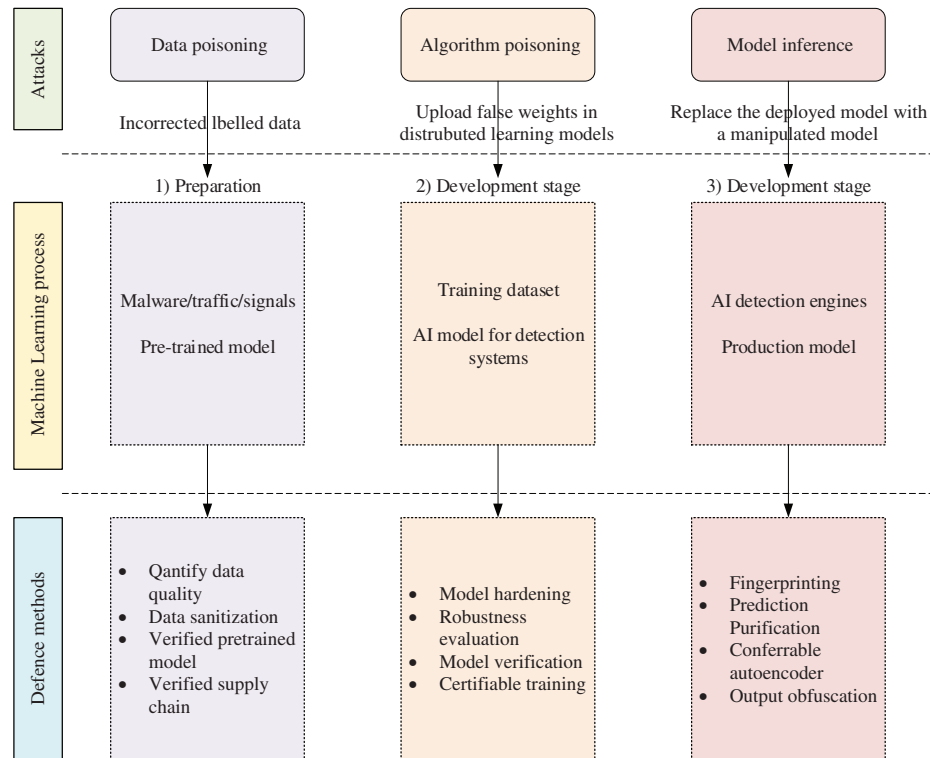 Attacks
Data poisoning
Algorithm poisoning
Model inference
Incorrected lbelled data
Upload false weights in
distrubuted learning models
Replace the deployed model with
a manipulated model
1) Preparation
2) Development stage
3) Development stage
Machine Learning process
Malware/traffic/signals
Pre-trained model
Training dataset
AI model for detection
systems
AI detection engines
Production model
Defence methods
• Qantify data
quality
• Data sanitization
• Verified pretrained
model
• Verified supply
chain
• Model hardening
• Robustness
evaluation
• Model verification
• Certifiable training
• Fingerprinting
• Prediction
Purification
• Conferrable
autoencoder
• Output obfuscation